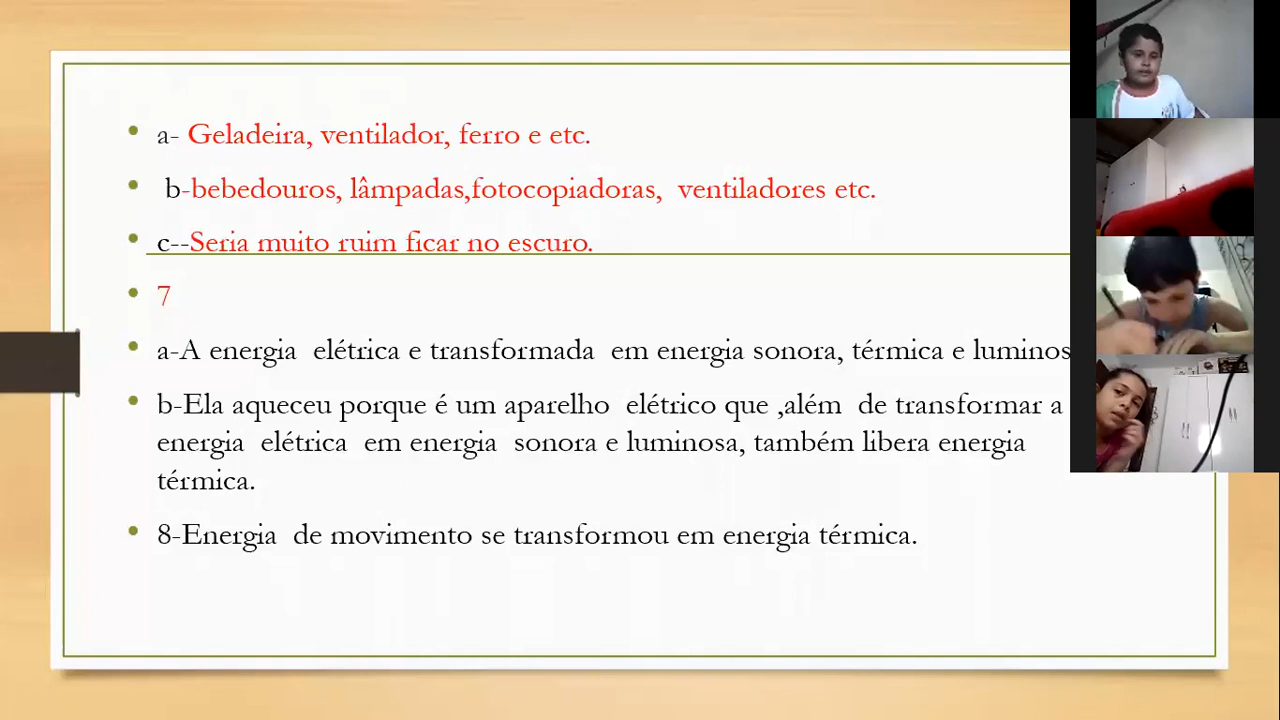 a- Geladeira, ventilador, ferro e etc.
b-bebedouros, lâmpadas,fotocopiadoras, ventiladores etc.
c--Seria muito ruim ficar no escuro.
7
a-A energia elétrica e transformada em energia sonora, térmica e luminos
b-Ela aqueceu porque é um aparelho elétrico que ,além de transformar a
energia elétrica em energia sonora e luminosa, também libera energia
térmica.
8-Energia de movimento se transformou em energia térmica.